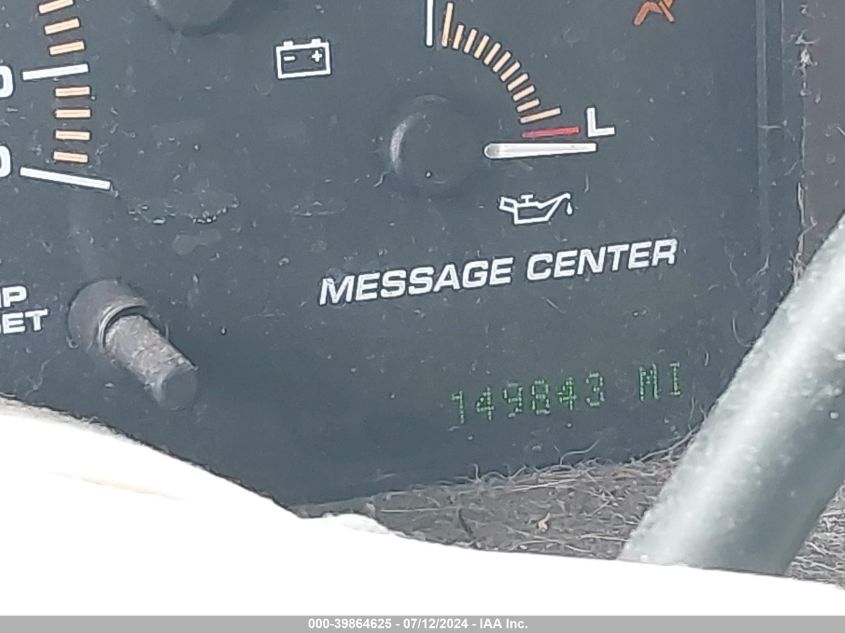 L
MESSAGE CENTER
149843 MI
000-39864625 - 07/12/2024 - IAA Inc.